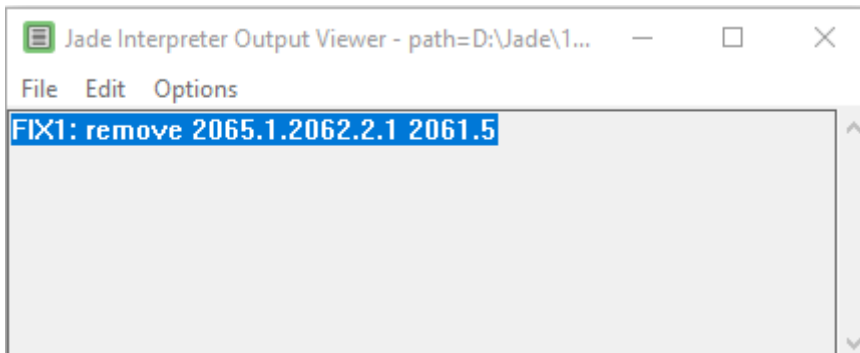 Jade Interpreter Output Viewer - path=D:\Jade\1...
File Edit Options
FIX1: remove 2065.1.2062.2.1 2061.5